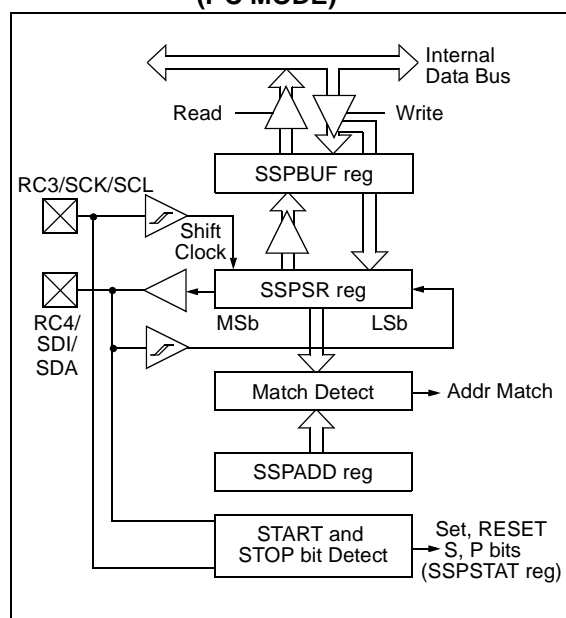 (I²C MODE)
Internal
Data Bus
Read
Write
SSPBUF reg
RC3/SCK/SCL
Shift
Clock
SSPSR reg
MSb
LSb
RC4/
SDI/
SDA
Match Detect
Addr Match
SSPADD reg
START and
STOP bit Detect
Set, RESET
S, P bits
(SSPSTAT reg)